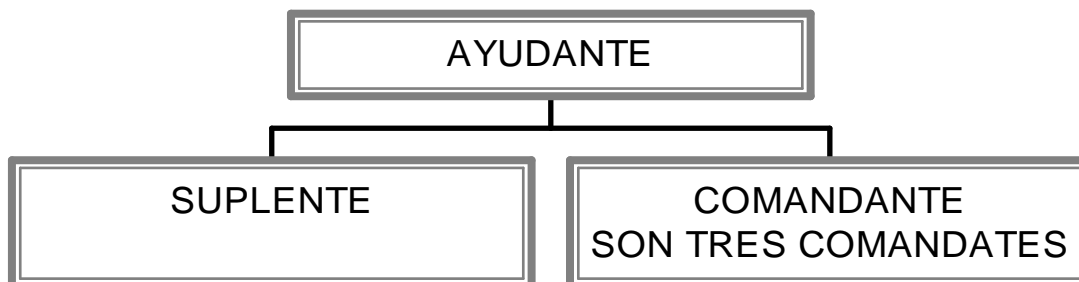 AYUDANTE
SUPLENTE
COMANDANTE
SON TRES COMANDATES